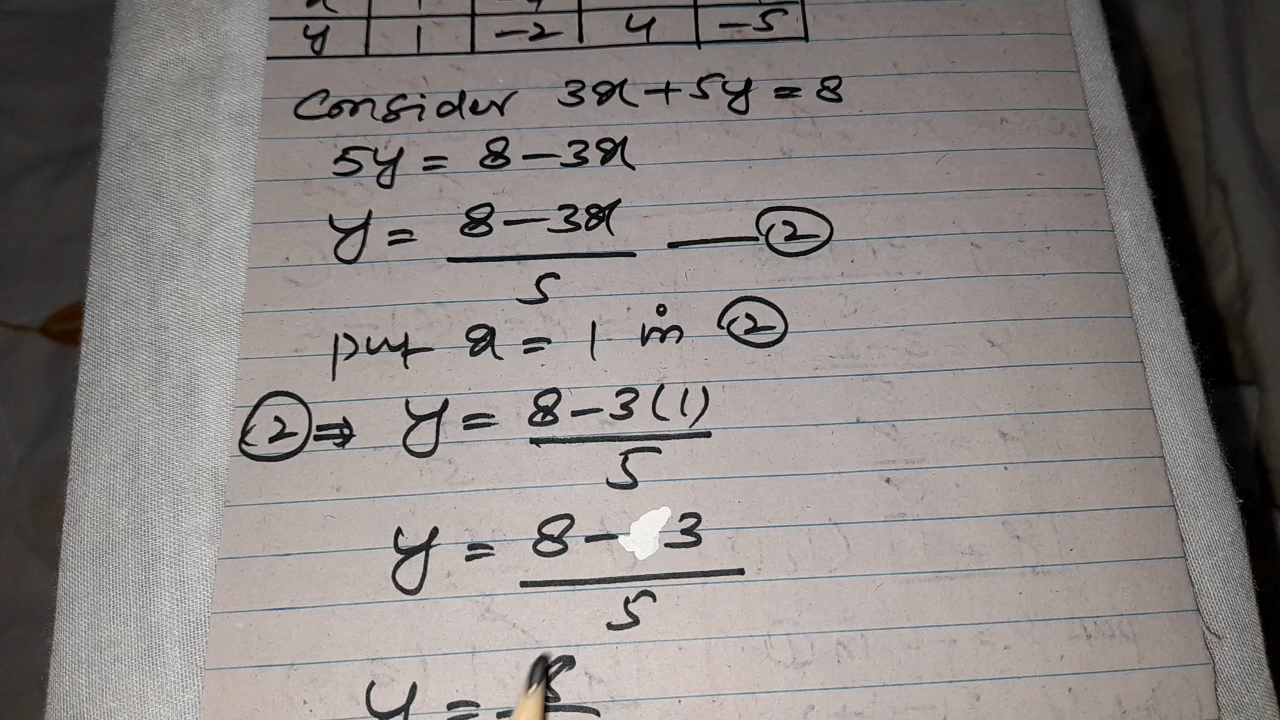 y 1 -2 4 -5
Consider 3x+5y=8
5y = 8-3x
y = 8-3x —②
5
put x = 1 in ②
② ⇒ y = 8-3(1)
5
y = 8- 3
5
y =